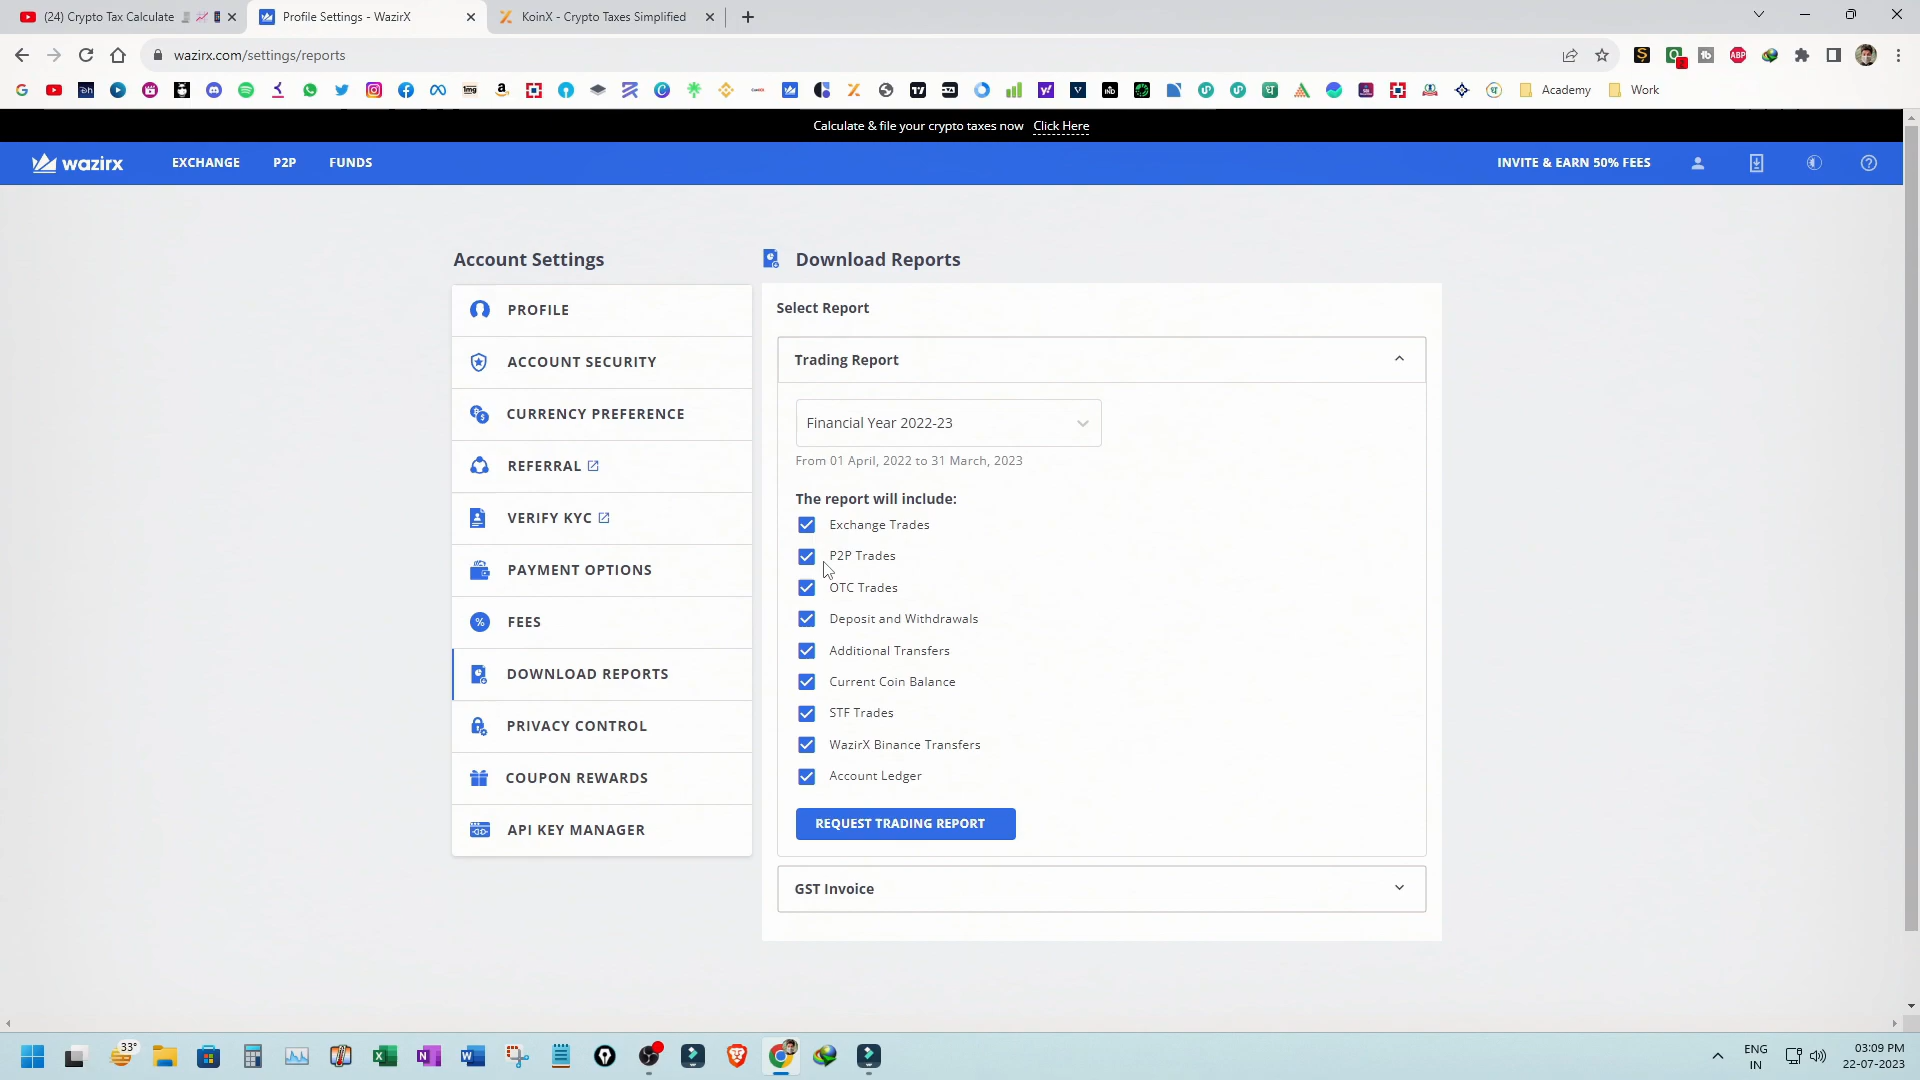 (24) Crypto Tax Calculate
Profile Settings - WazirX
KoinX - Crypto Taxes Simplified
wazirx.com/settings/reports
Academy
Work
Calculate & file your crypto taxes now Click Here
wazirx
EXCHANGE
P2P
FUNDS
INVITE & EARN 50% FEES
Account Settings
PROFILE
ACCOUNT SECURITY
CURRENCY PREFERENCE
REFERRAL
VERIFY KYC
PAYMENT OPTIONS
FEES
DOWNLOAD REPORTS
PRIVACY CONTROL
COUPON REWARDS
API KEY MANAGER
Download Reports
Select Report
Trading Report
Financial Year 2022-23
From 01 April, 2022 to 31 March, 2023
The report will include:
Exchange Trades
P2P Trades
OTC Trades
Deposit and Withdrawals
Additional Transfers
Current Coin Balance
STF Trades
WazirX Binance Transfers
Account Ledger
REQUEST TRADING REPORT
GST Invoice
33°
ENG
IN
03:09 PM
22-07-2023